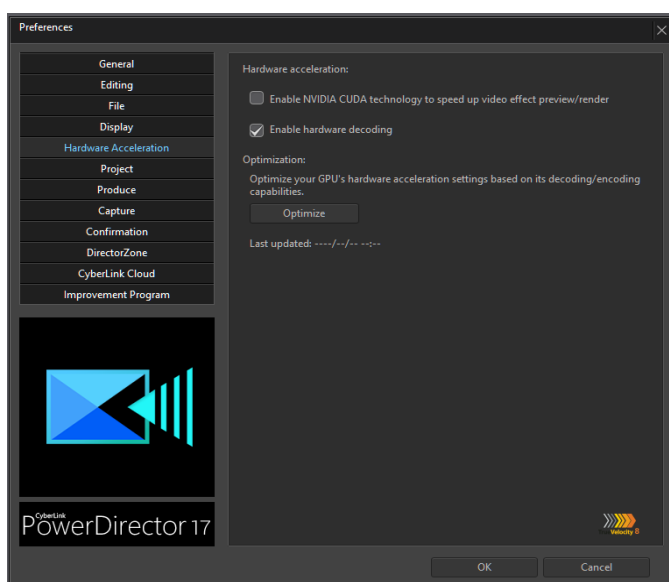 Preferences
General
Editing
File
Display
Hardware Acceleration
Project
Produce
Capture
Confirmation
DirectorZone
CyberLink Cloud
Improvement Program
Hardware acceleration:
Enable NVIDIA CUDA technology to speed up video effect preview/render
Enable hardware decoding
Optimization:
Optimize your GPU's hardware acceleration settings based on its decoding/encoding
capabilities.
Optimize
Last updated: ----/--/-- --:--
CyberLink
PowerDirector 17
Velocity
OK
Cancel